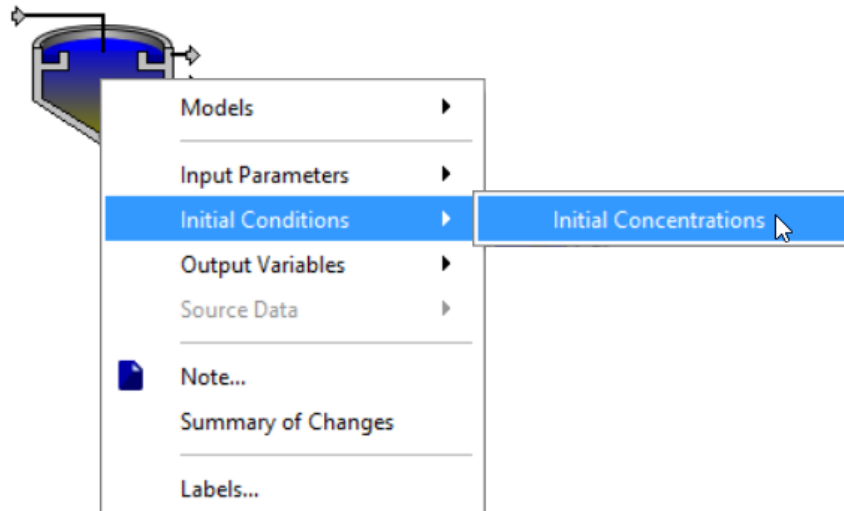 Models
Input Parameters
Initial Conditions
Initial Concentrations
Output Variables
Source Data
Note...
Summary of Changes
Labels...